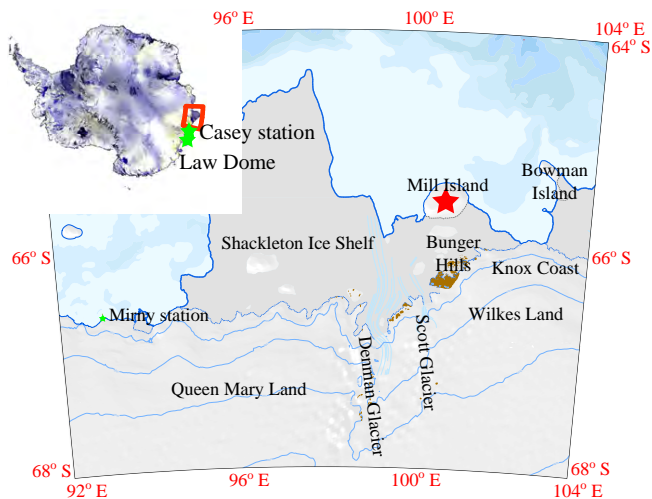 96° E
100° E
104° E
64° S
Casey station
Law Dome
Mill Island
Bowman
Island
Shackleton Ice Shelf
Bunger
Hills
66° S
66° S
Knox Coast
Mirny station
Wilkes Land
Scott Glacier
Denman Glacier
Queen Mary Land
68° S
68° S
92° E
96° E
100° E
104° E